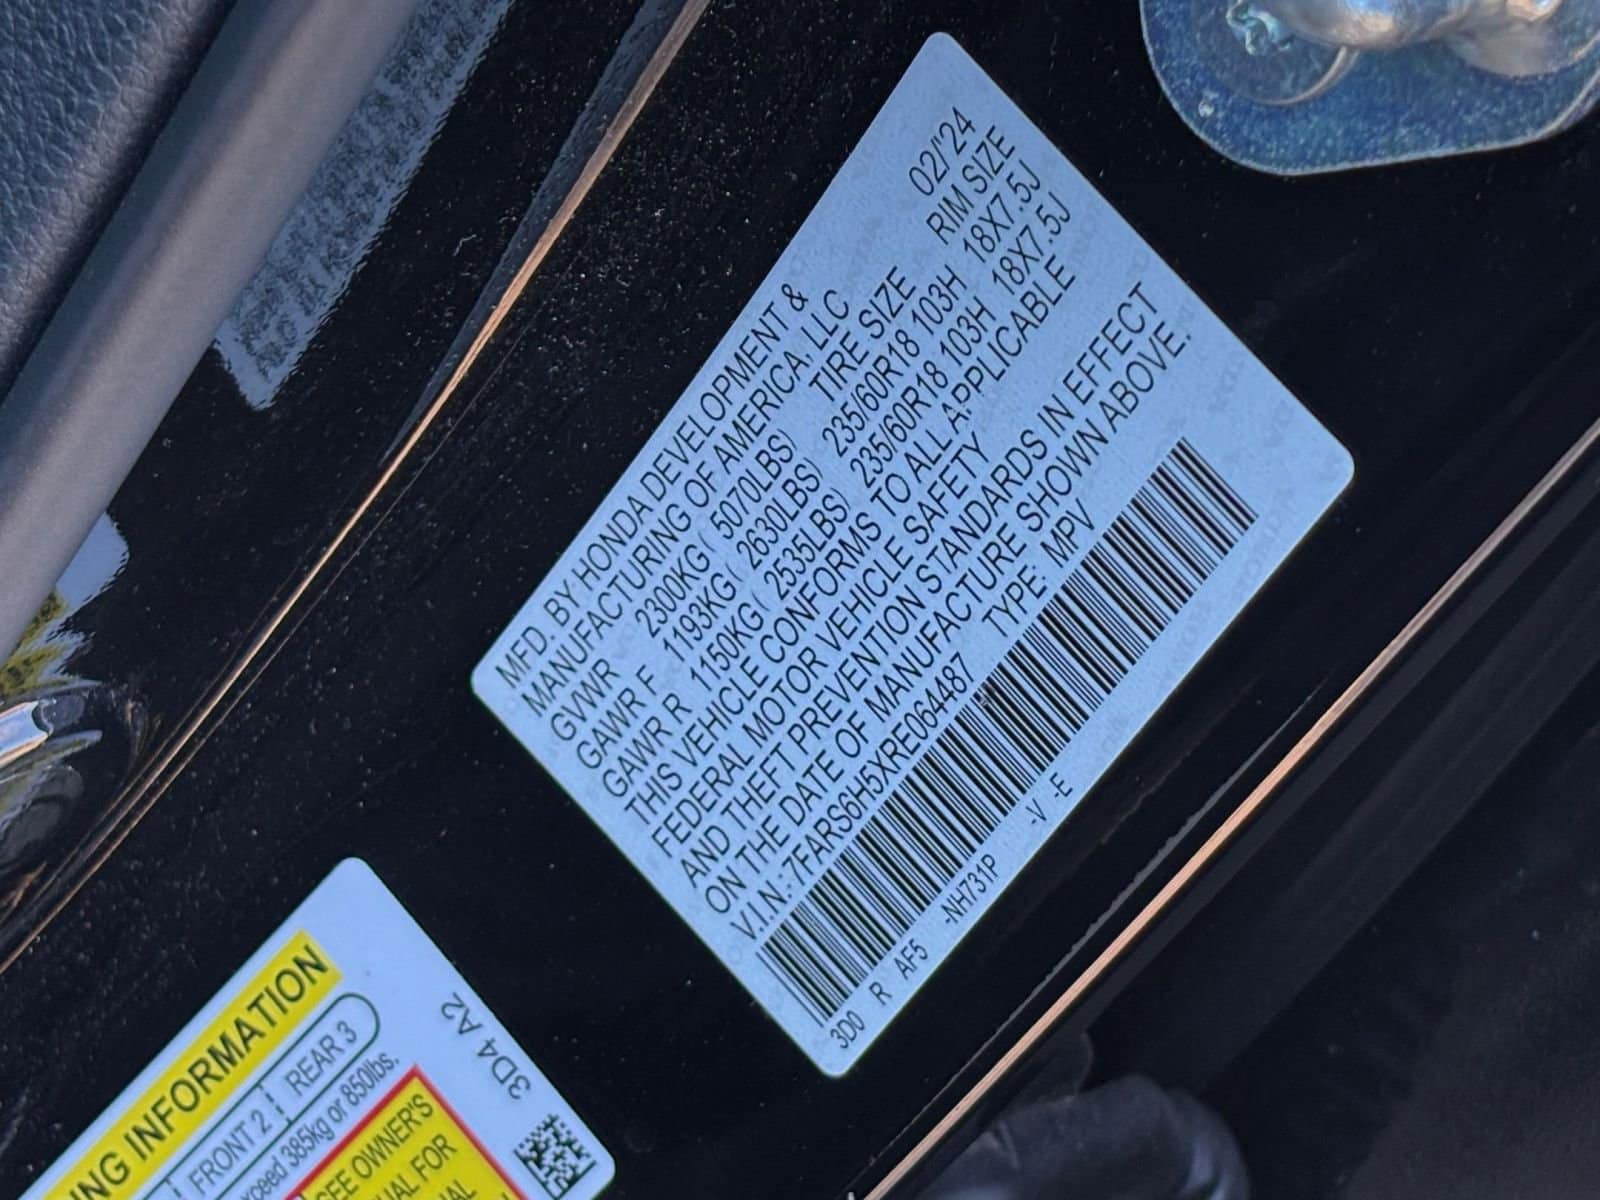 MFD. BY HONDA DEVELOPMENT &
MANUFACTURING OF AMERICA, LLC 02/'24
GVWR 2300KG ( 5070LBS) TIRE SIZE RIM SIZE
GAWR F 1193KG ( 2630LBS) 235/60R18 103H 18X7.5J
GAWR R 1150KG ( 2535LBS) 235/60R18 103H 18X7.5J
THIS VEHICLE CONFORMS TO ALL APPLICABLE
FEDERAL MOTOR VEHICLE SAFETY
AND THEFT PREVENTION STANDARDS IN EFFECT
ON THE DATE OF MANUFACTURE SHOWN ABOVE.
V.I.N.:7FARS6H5XRE064487 TYPE: MPV
3D0 R AF5 -NH731P -V -E
INFORMATION
FRONT 2 REAR 3
385kg or 850lbs.
SEE OWNER'S
FOR
3D4 A2